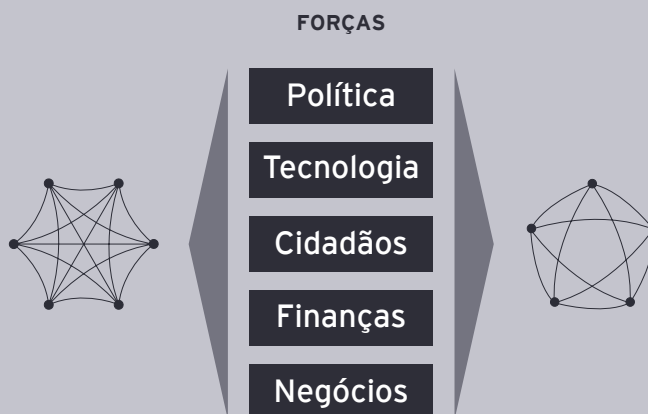 FORÇAS
Política
Tecnologia
Cidadãos
Finanças
Negócios